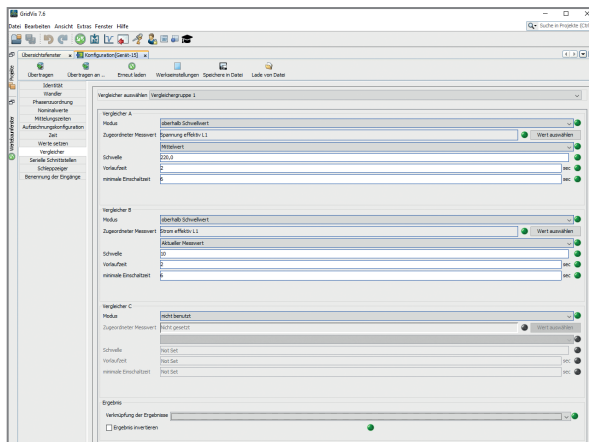 GridVis 7.6
Datei Bearbeiten Ansicht Extras Fenster Hilfe
Suche in Projekte (Ctrl
Übersichtsfenster
Konfiguration[Gerät-15]
Übertragen
Übertragen an ...
Erneut laden
Werkseinstellungen
Speichere in Datei
Lade von Datei
Projekte
Wertebaumfenster
Identität
Wandler
Phasenzuordnung
Nominalwerte
Mittelungszeiten
Aufzeichnungskonfiguration
Zeit
Werte setzen
Vergleicher
Serielle Schnittstellen
Schleppzeiger
Benennung der Eingänge
Vergleicher auswählen Vergleichergruppe 1
Vergleicher A
Modus oberhalb Schwellwert
Zugeordneter Messwert Spannung effektiv L1 Wert auswählen
Mittelwert
Schwelle 220,0
Vorlaufzeit 2 sec
minimale Einschaltzeit 6 sec
Vergleicher B
Modus oberhalb Schwellwert
Zugeordneter Messwert Strom effektiv L1 Wert auswählen
Aktueller Messwert
Schwelle 10
Vorlaufzeit 2 sec
minimale Einschaltzeit 6 sec
Vergleicher C
Modus nicht benutzt
Zugeordneter Messwert Nicht gesetzt Wert auswählen
Schwelle Not Set
Vorlaufzeit Not Set sec
minimale Einschaltzeit Not Set sec
Ergebnis
Verknüpfung der Ergebnisse
Ergebnis invertieren